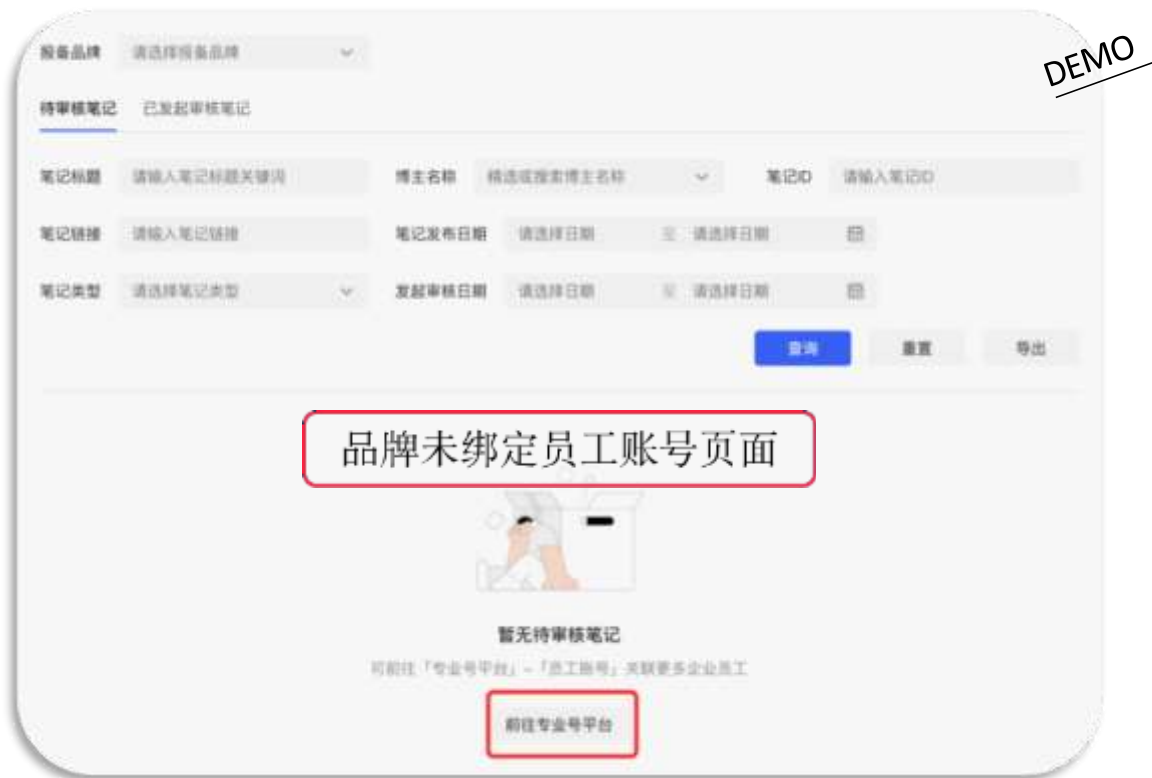 DEMO
报备品牌 请选择报备品牌
待审核笔记 已发起审核笔记
笔记标题 请输入笔记标题关键词 博主名称 精选或搜索博主名称 笔记ID 请输入笔记ID
笔记链接 请输入笔记链接 笔记发布日期 请选择日期 至 请选择日期
笔记类型 请选择笔记类型 发起审核日期 请选择日期 至 请选择日期
查询 重置 导出
品牌未绑定员工账号页面
暂无待审核笔记
可前往「专业号平台」-「员工账号」关联更多企业员工
前往专业号平台